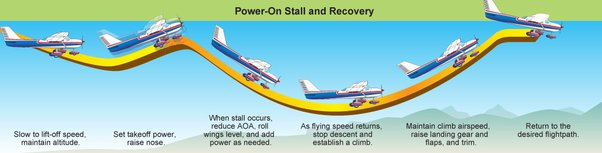 Power-On Stall and Recovery
Slow to lift-off speed,
maintain altitude.
Set takeoff power,
raise nose.
When stall occurs,
reduce AOA, roll
wings level, and add
power as needed.
As flying speed returns,
stop descent and
establish a climb.
Maintain climb airspeed,
raise landing gear and
flaps, and trim.
Return to the
desired flightpath.